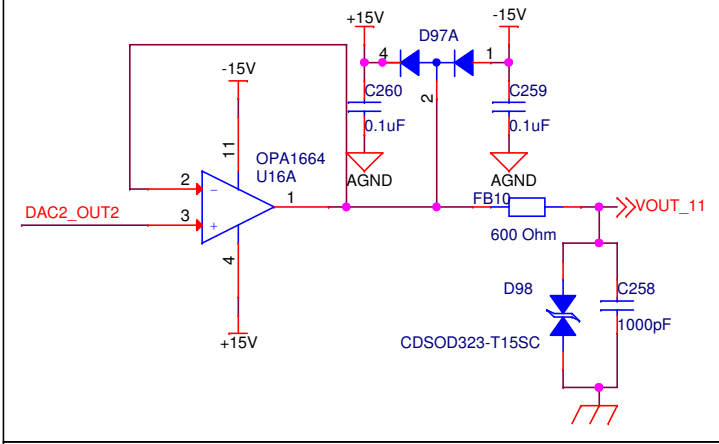 +15V
-15V
D97A
4
1
-15V
C260
2
C259
0.1uF
0.1uF
11
OPA1664
U16A
AGND
AGND
2
1
FB10
DAC2_OUT2
3
VOUT_11
600 Ohm
4
D98
C258
1000pF
+15V
CDSOD323-T15SC